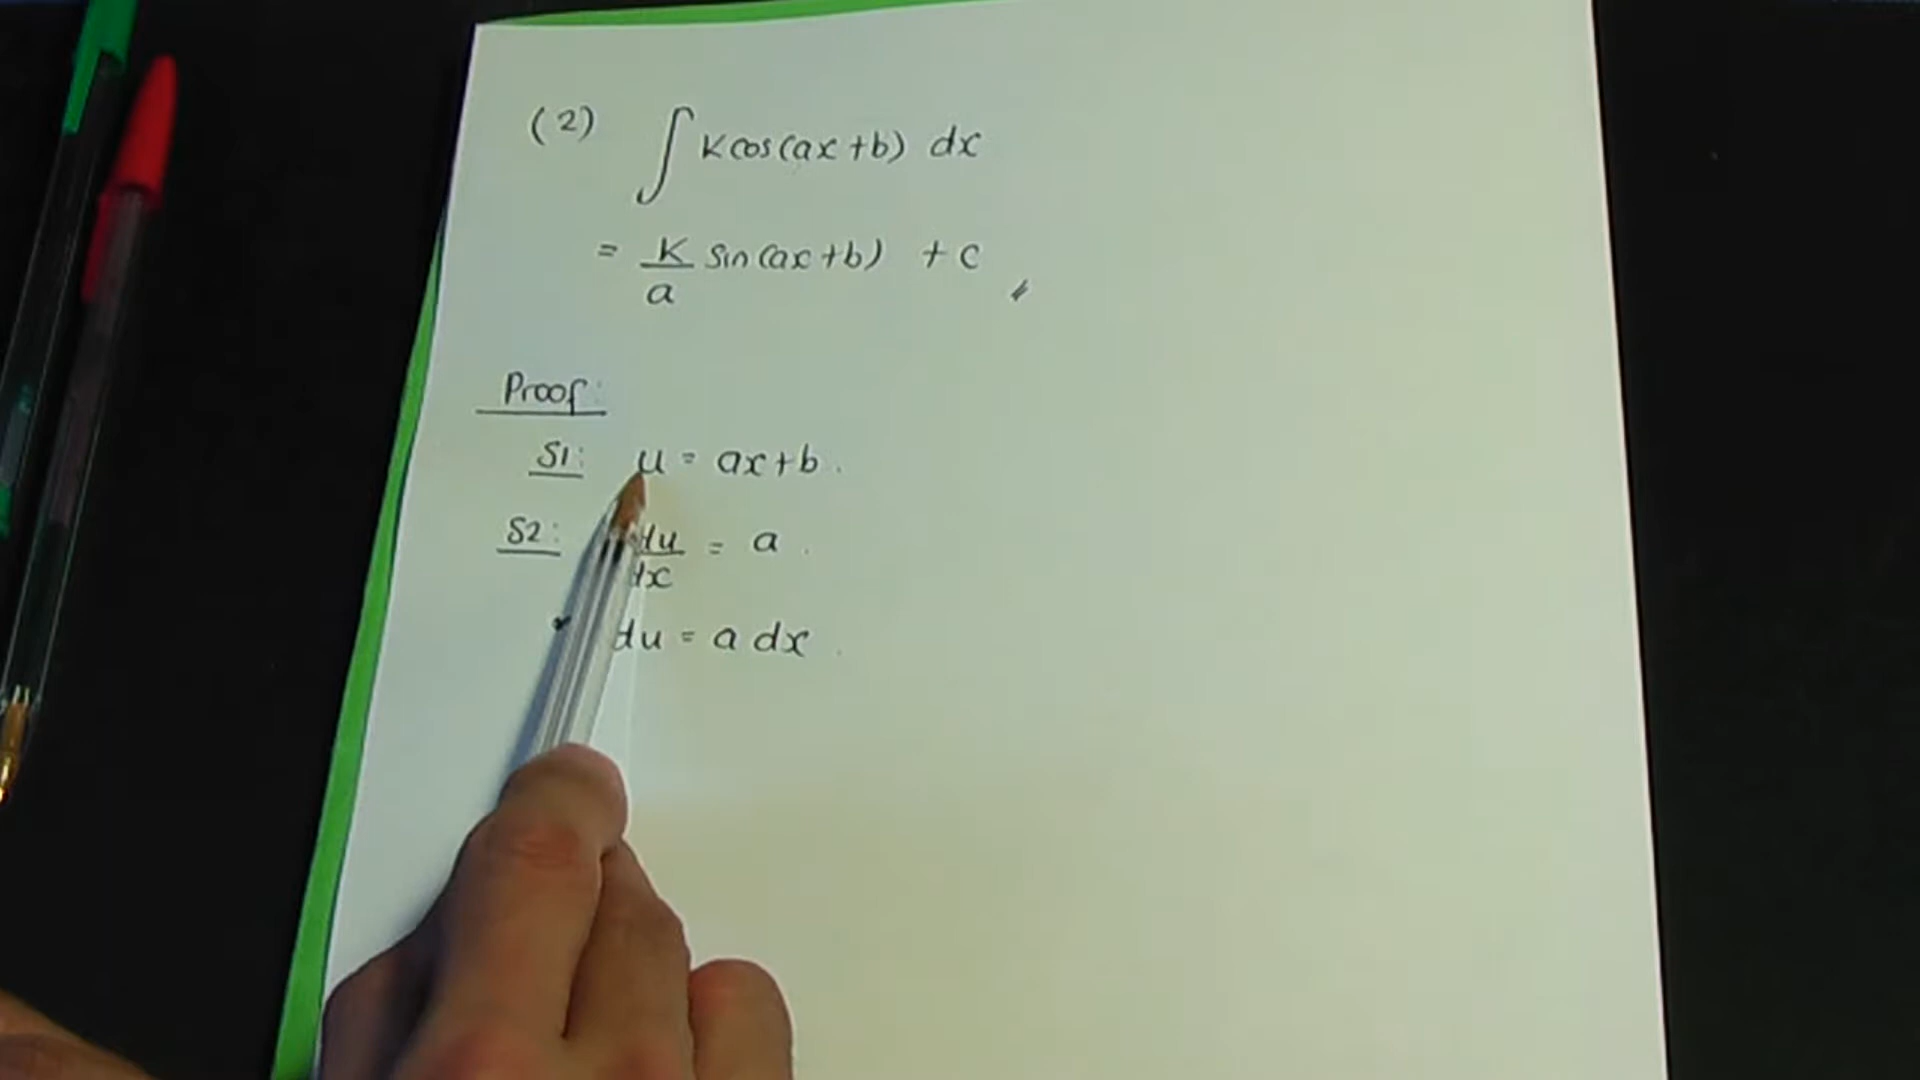 (2) ∫ K cos(ax+b) dx
= K/a sin(ax+b) + c
Proof:
S1: u = ax+b.
S2: du/dx = a.
du = a dx.